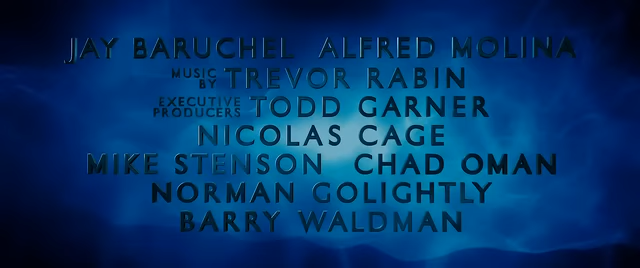 JAY BARUCHEL ALFRED MOLINA
MUSIC BY TREVOR RABIN
EXECUTIVE PRODUCERS TODD GARNER
NICOLAS CAGE
MIKE STENSON CHAD OMAN
NORMAN GOLIGHTLY
BARRY WALDMAN